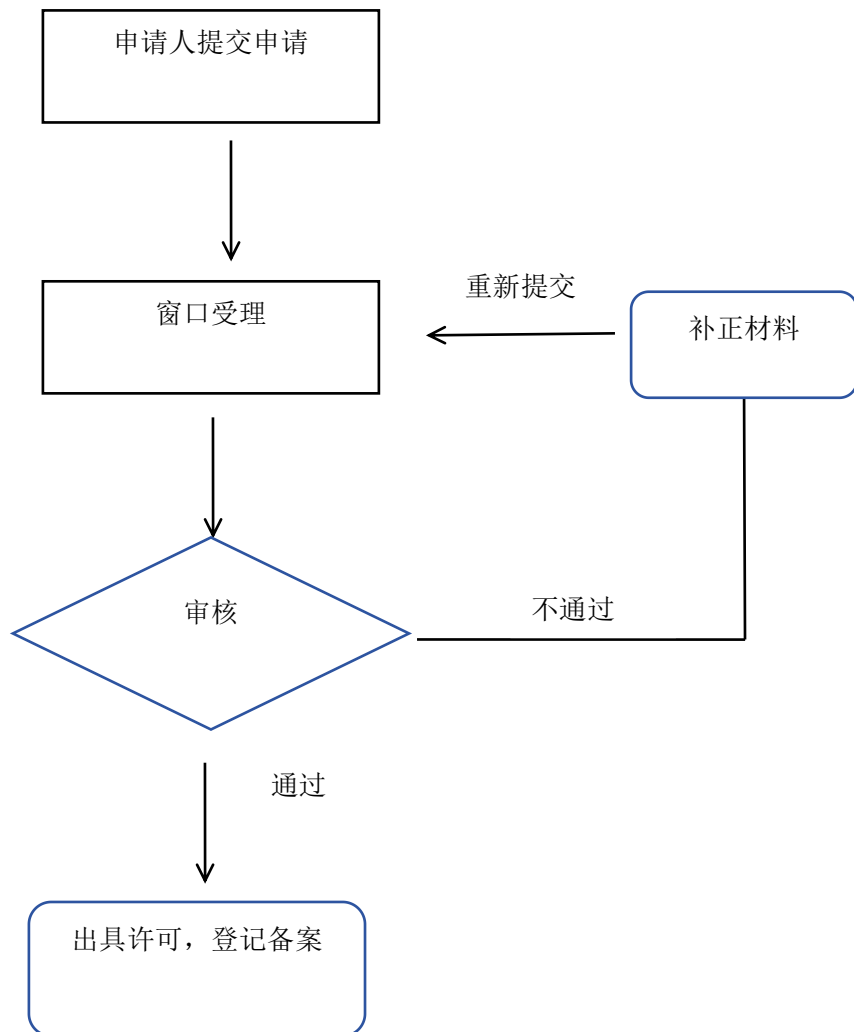 申请人提交申请
窗口受理
重新提交
补正材料
审核
不通过
通过
出具许可，登记备案